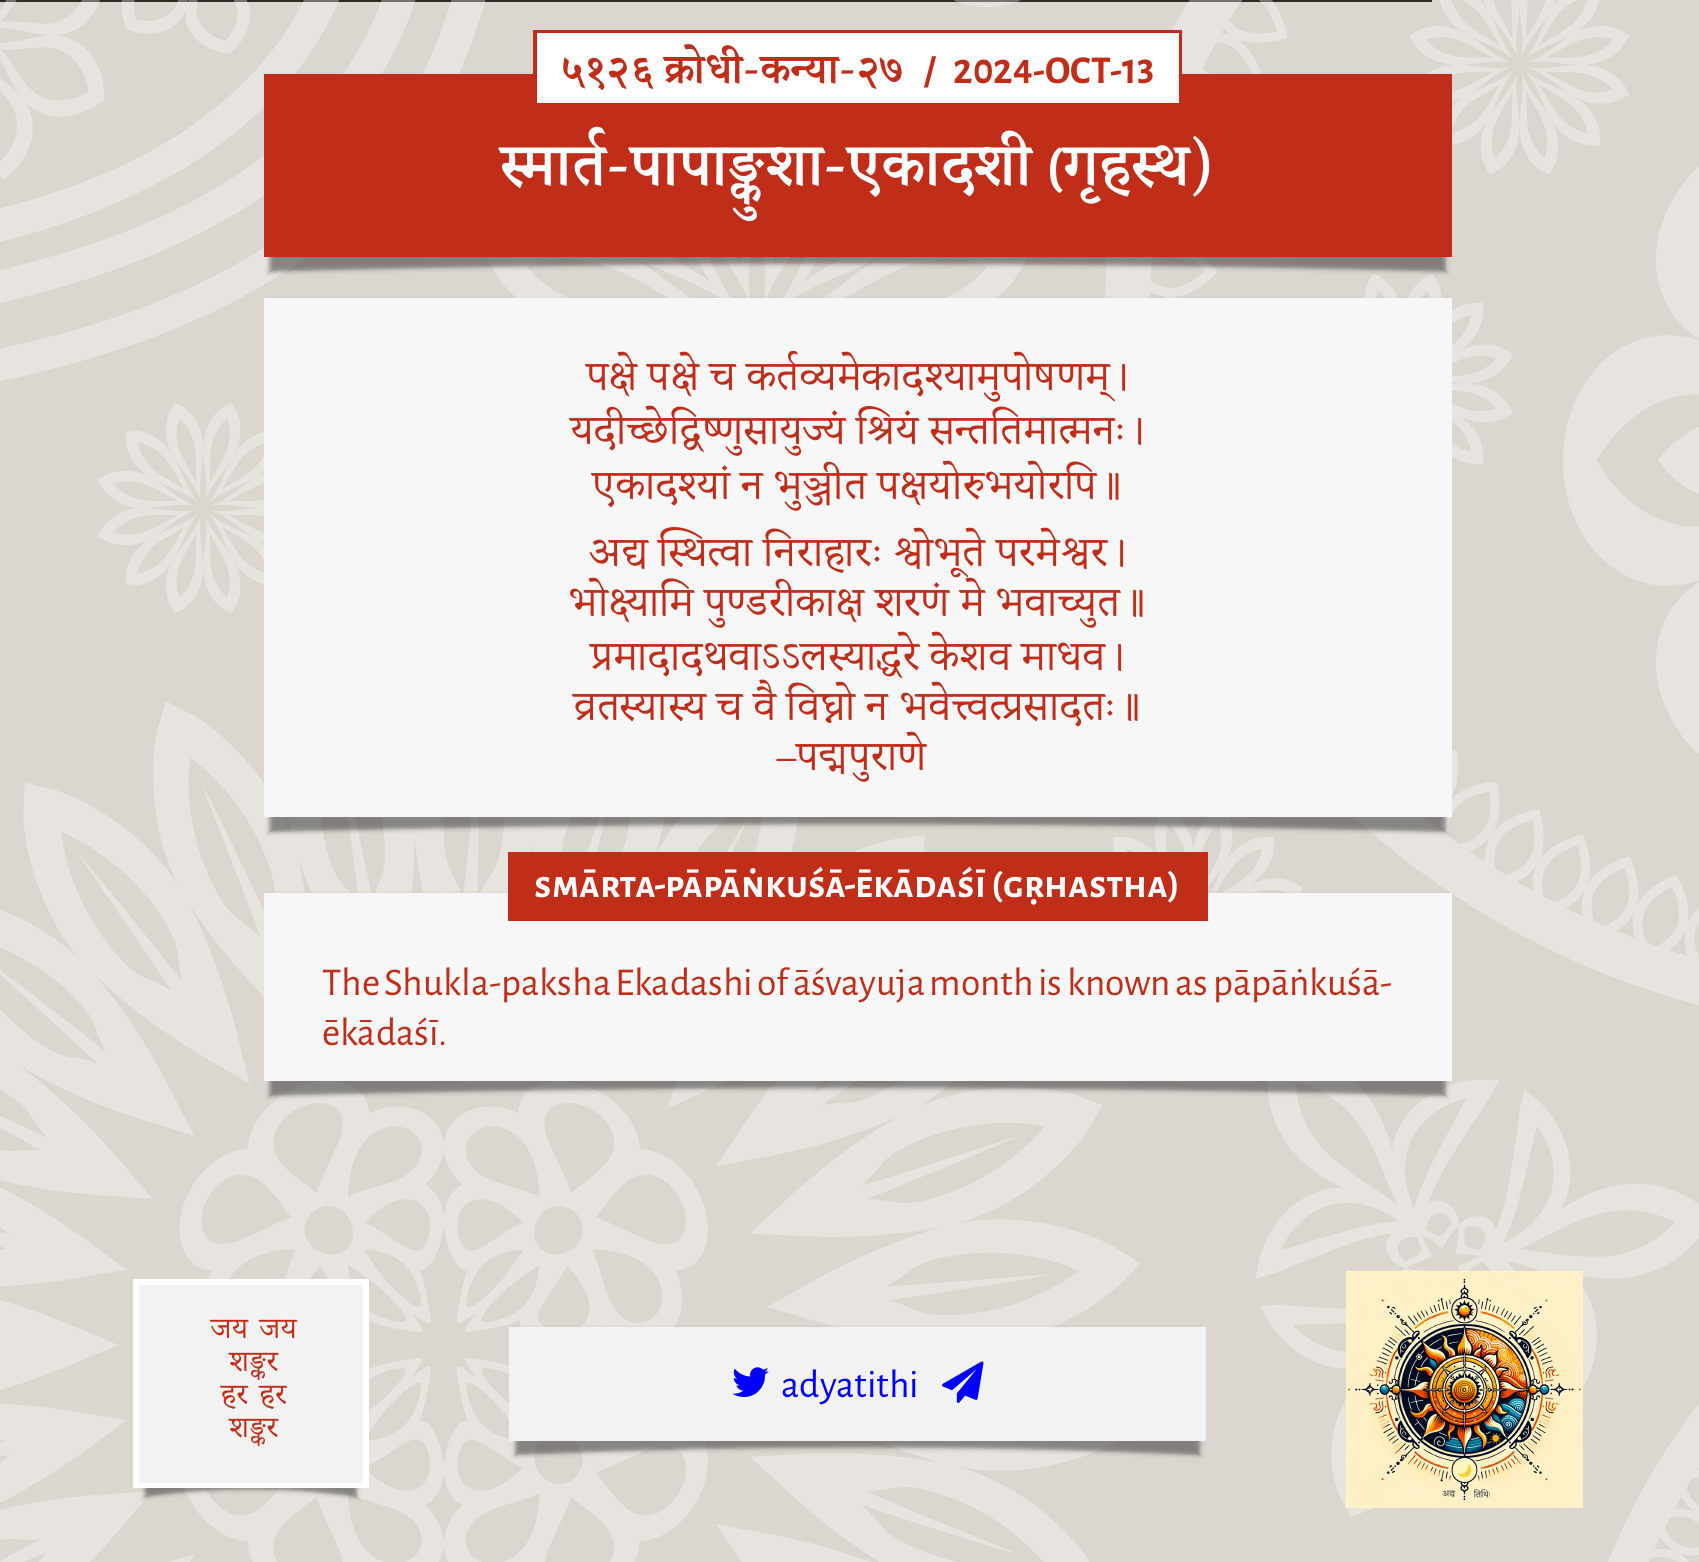 ५१२६ क्रोधी-कन्या-२७ / 2024-OCT-13
स्मार्त-पापाङ्कुशा-एकादशी (गृहस्थ)
पक्षे पक्षे च कर्तव्यमेकादश्यामुपोषणम्।
यदीच्छेद्विष्णुसायुज्यं श्रियं सन्ततिमात्मनः।
एकादश्यां न भुञ्जीत पक्षयोरुभयोरपि॥
अद्य स्थित्वा निराहारः श्वोभूते परमेश्वर।
भोक्ष्यामि पुण्डरीकाक्ष शरणं मे भवाच्युत॥
प्रमादादथवाऽऽलस्याद्धरे केशव माधव।
व्रतस्यास्य च वै विघ्नो न भवेत्त्वत्प्रसादतः॥
–पद्मपुराणे
SMĀRTA-PĀPĀṄKUŚĀ-ĒKĀDAŚĪ (GṚHASTHA)
The Shukla-paksha Ekadashi of āśvayuja month is known as pāpāṅkuśā-
ēkādaśī.
जय जय
शङ्कर
हर हर
शङ्कर
adyatithi
अद्य तिथिः